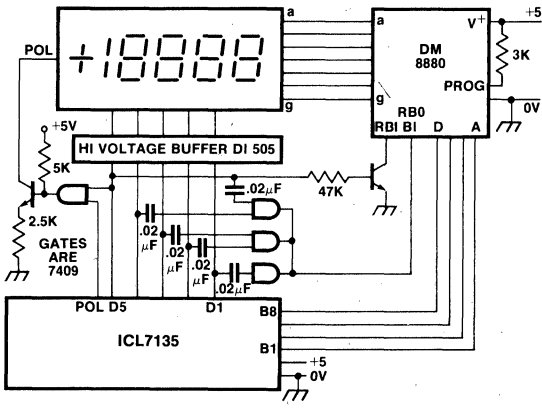 a
a
V+
+5
POL
+18888
DM
8880
3K
PROG
g
g
RB0
0V
RBI
BI
D
A
+5V
HI VOLTAGE BUFFER DI 505
5K
.02μF
47K
2.5K
.02
μF
.02
μF
.02
μF
.02μF
GATES
ARE
7409
POL D5
D1
B8
ICL7135
B1
+5
0V